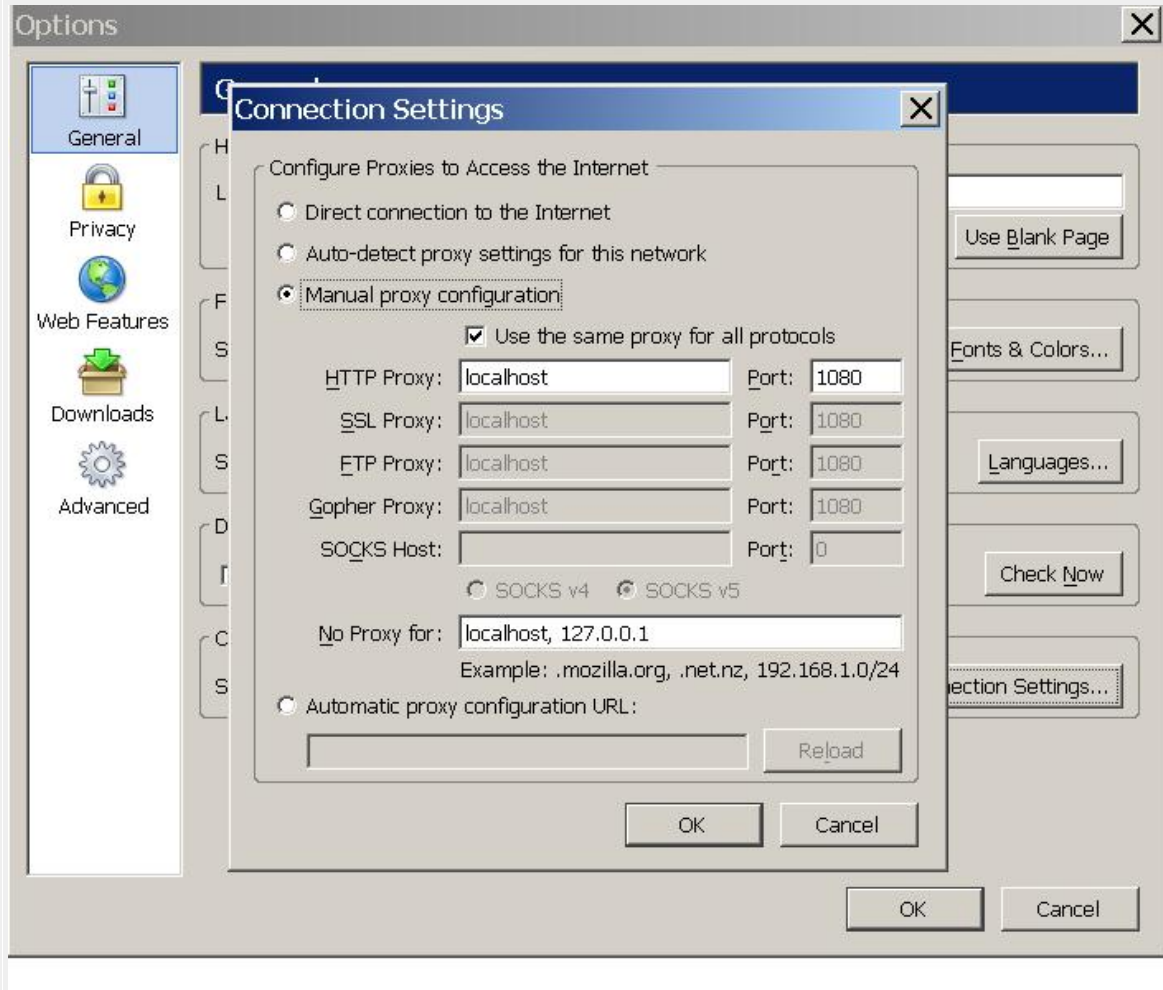 Options
General
Privacy
Web Features
Downloads
Advanced
Connection Settings
Configure Proxies to Access the Internet
Direct connection to the Internet
Auto-detect proxy settings for this network
Manual proxy configuration
Use the same proxy for all protocols
HTTP Proxy: localhost Port: 1080
SSL Proxy: localhost Port: 1080
FTP Proxy: localhost Port: 1080
Gopher Proxy: localhost Port: 1080
SOCKS Host: Port: 0
SOCKS v4 SOCKS v5
No Proxy for: localhost, 127.0.0.1
Example: .mozilla.org, .net.nz, 192.168.1.0/24
Automatic proxy configuration URL:
Reload
OK Cancel
Use Blank Page
Fonts & Colors...
Languages...
Check Now
ection Settings...
OK Cancel